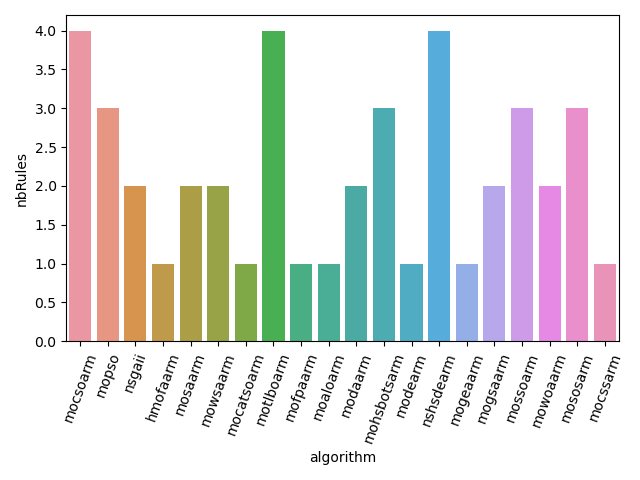 4.0
3.5
3.0
2.5
2.0
1.5
1.0
0.5
0.0
nbRules
mocsoarm
mopso
nsgaii
hmofaarm
mosaarm
mowsaarm
mocatsoarm
motlboarm
mofpaarm
moaloarm
modaarm
mohsbotsarm
modearm
nshsdearm
mogeaarm
mogsaarm
mossoarm
mowoaarm
mososarm
mocssarm
algorithm